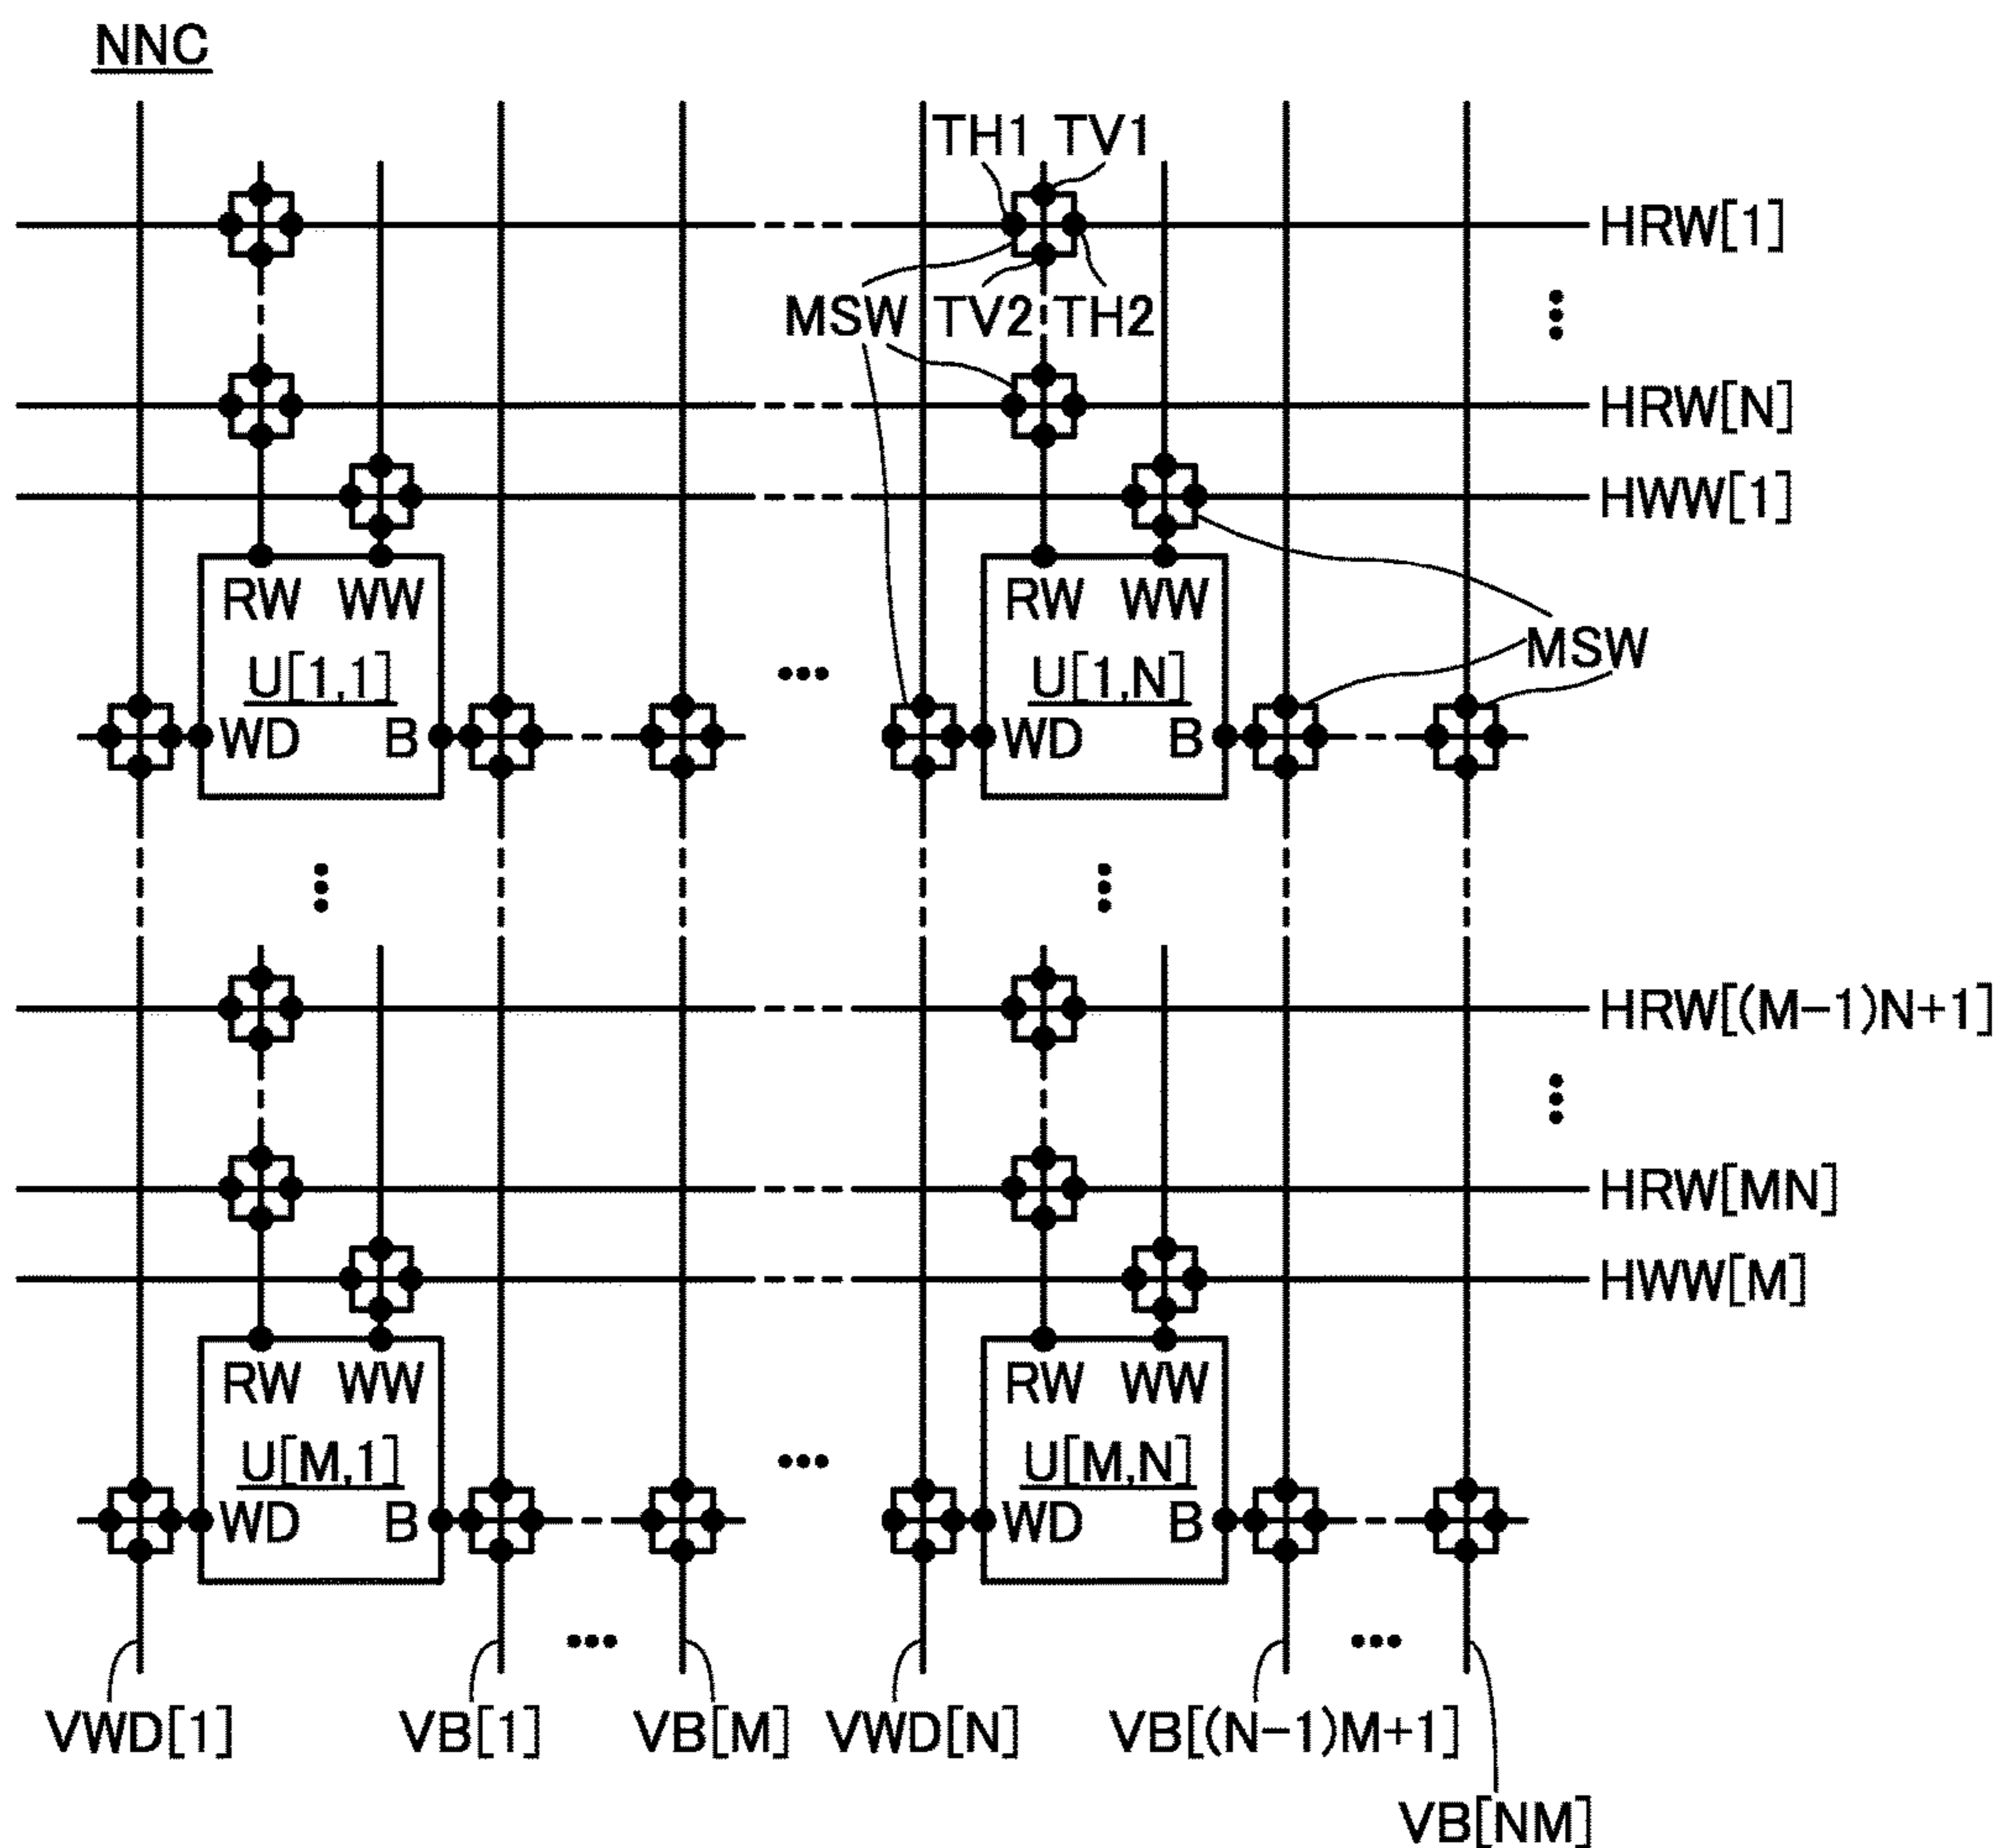 NNC
TH1 TV1
HRW[1]
MSW TV2 TH2
HRW[N]
HWW[1]
RW WW RW WW
U[1,1] U[1,N] MSW
WD B WD B
HRW[(M-1)N+1]
HRW[MN]
HWW[M]
RW WW RW WW
U[M,1] U[M,N]
WD B WD B
VWD[1] VB[1] VB[M] VWD[N] VB[(N-1)M+1]
VB[NM]